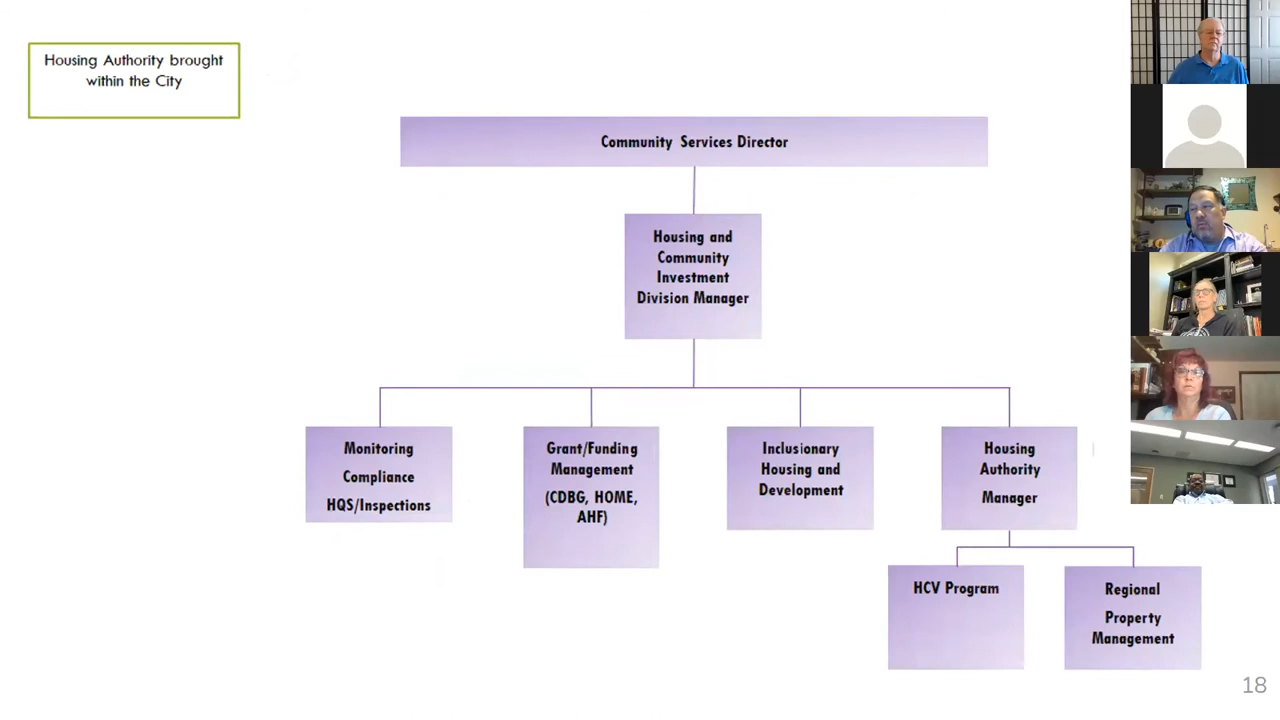 Housing Authority brought
within the City
Community Services Director
Housing and
Community
Investment
Division Manager
Monitoring
Compliance
HQS/Inspections
Grant/Funding
Management
(CDBG, HOME,
AHF)
Inclusionary
Housing and
Development
Housing
Authority
Manager
HCV Program
Regional
Property
Management
18